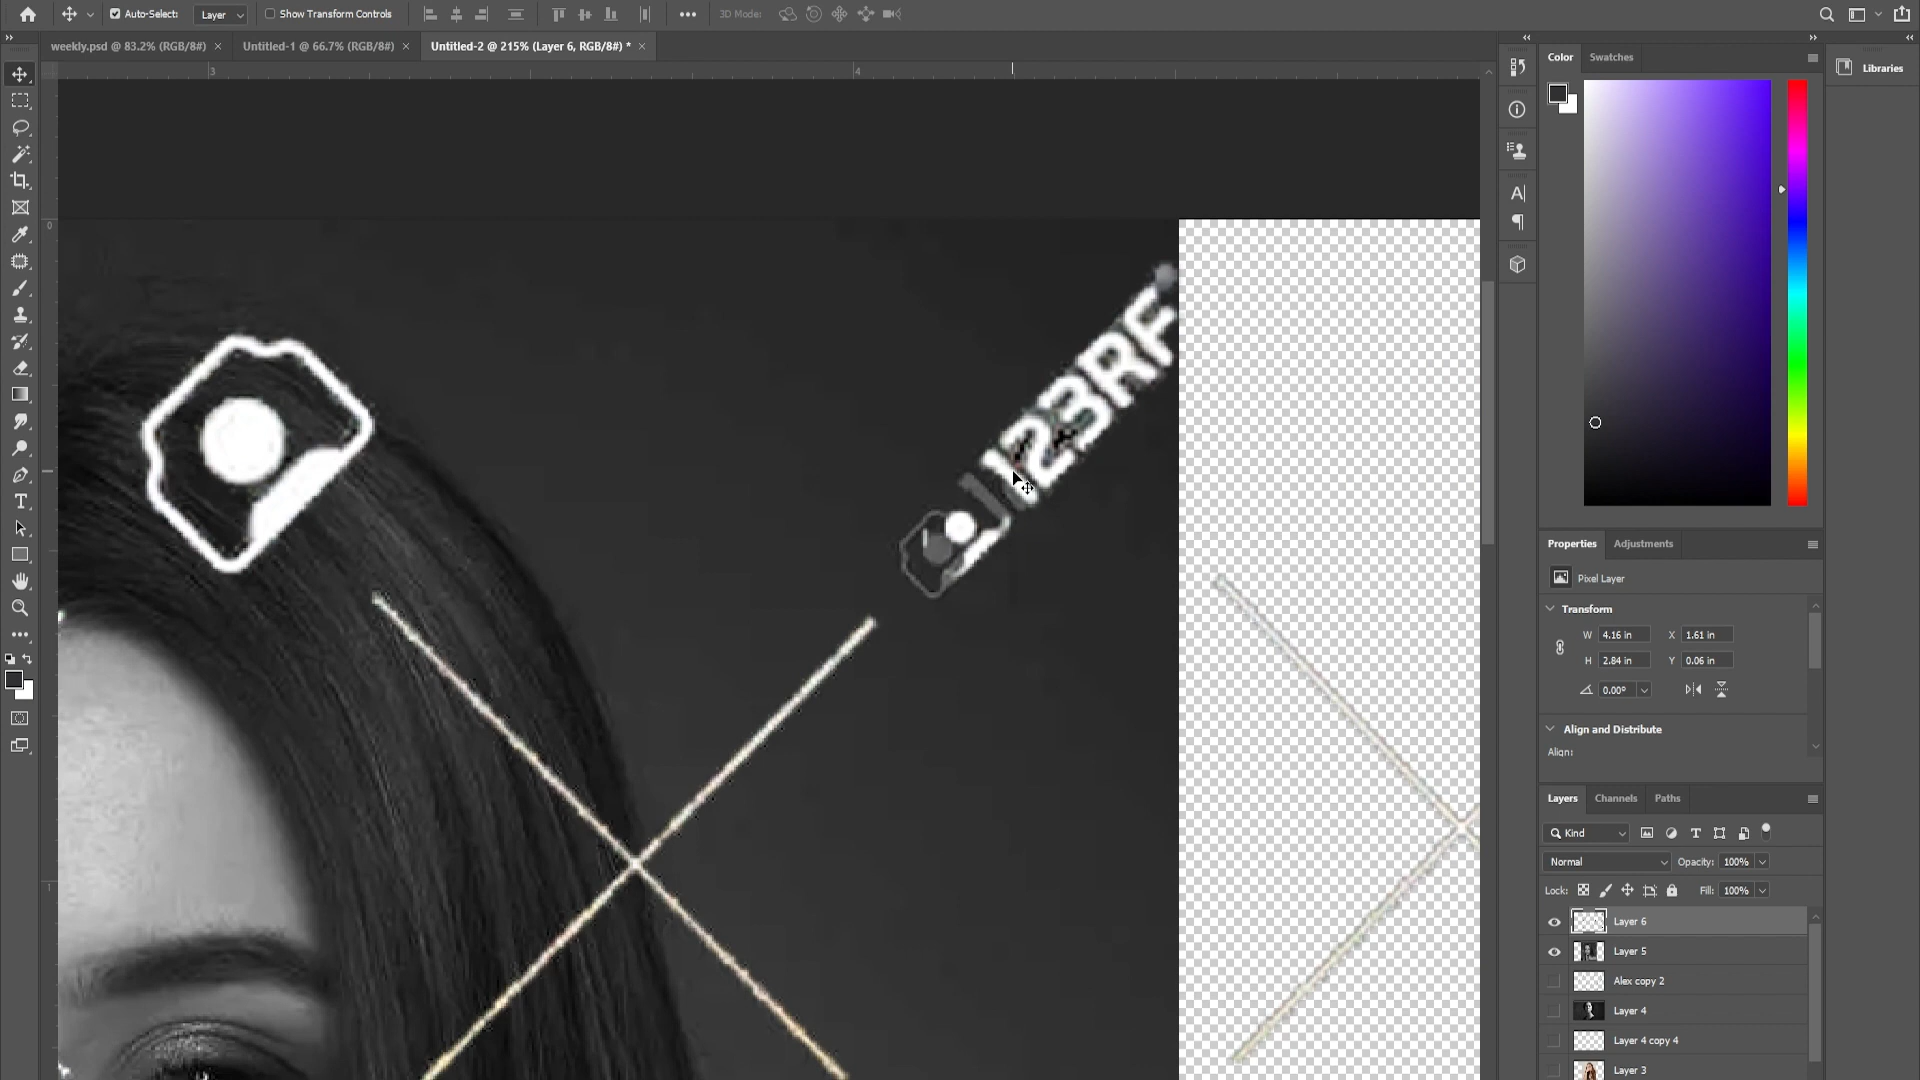 Auto-Select:
Layer
Show Transform Controls
3D Mode:
weekly.psd @ 83.2% (RGB/8#)
Untitled-1 @ 66.7% (RGB/8#)
Untitled-2 @ 215% (Layer 6, RGB/8#) *
3
4
0
1
123RF
Color
Swatches
Libraries
Properties
Adjustments
Pixel Layer
Transform
W 4.16 in
X 1.61 in
H 2.84 in
Y 0.06 in
0.00°
Align and Distribute
Align:
Layers
Channels
Paths
Kind
Normal
Opacity: 100%
Lock:
Fill: 100%
Layer 6
Layer 5
Alex copy 2
Layer 4
Layer 4 copy 4
Layer 3